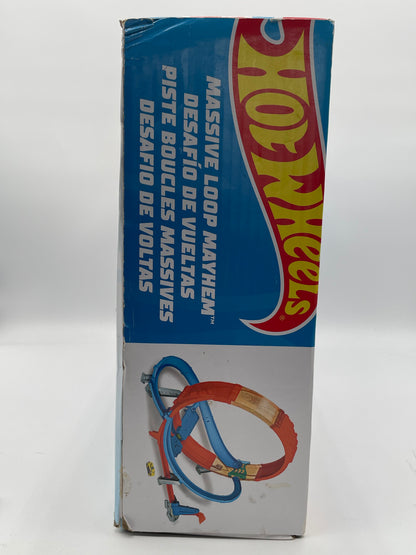 HOT WHEELS®
MASSIVE LOOP MAYHEM™
DESAFÍO DE VUELTAS
PISTE BOUCLES MASSIVES
DESAFIO DE VOLTAS